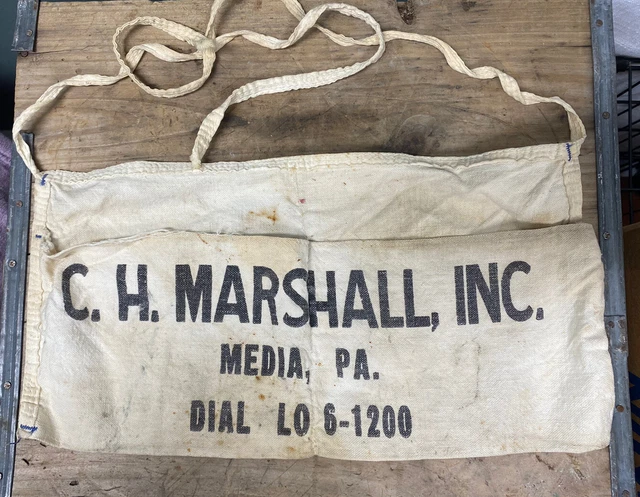 C. H. MARSHALL, INC.
MEDIA, PA.
DIAL LO 6-1200